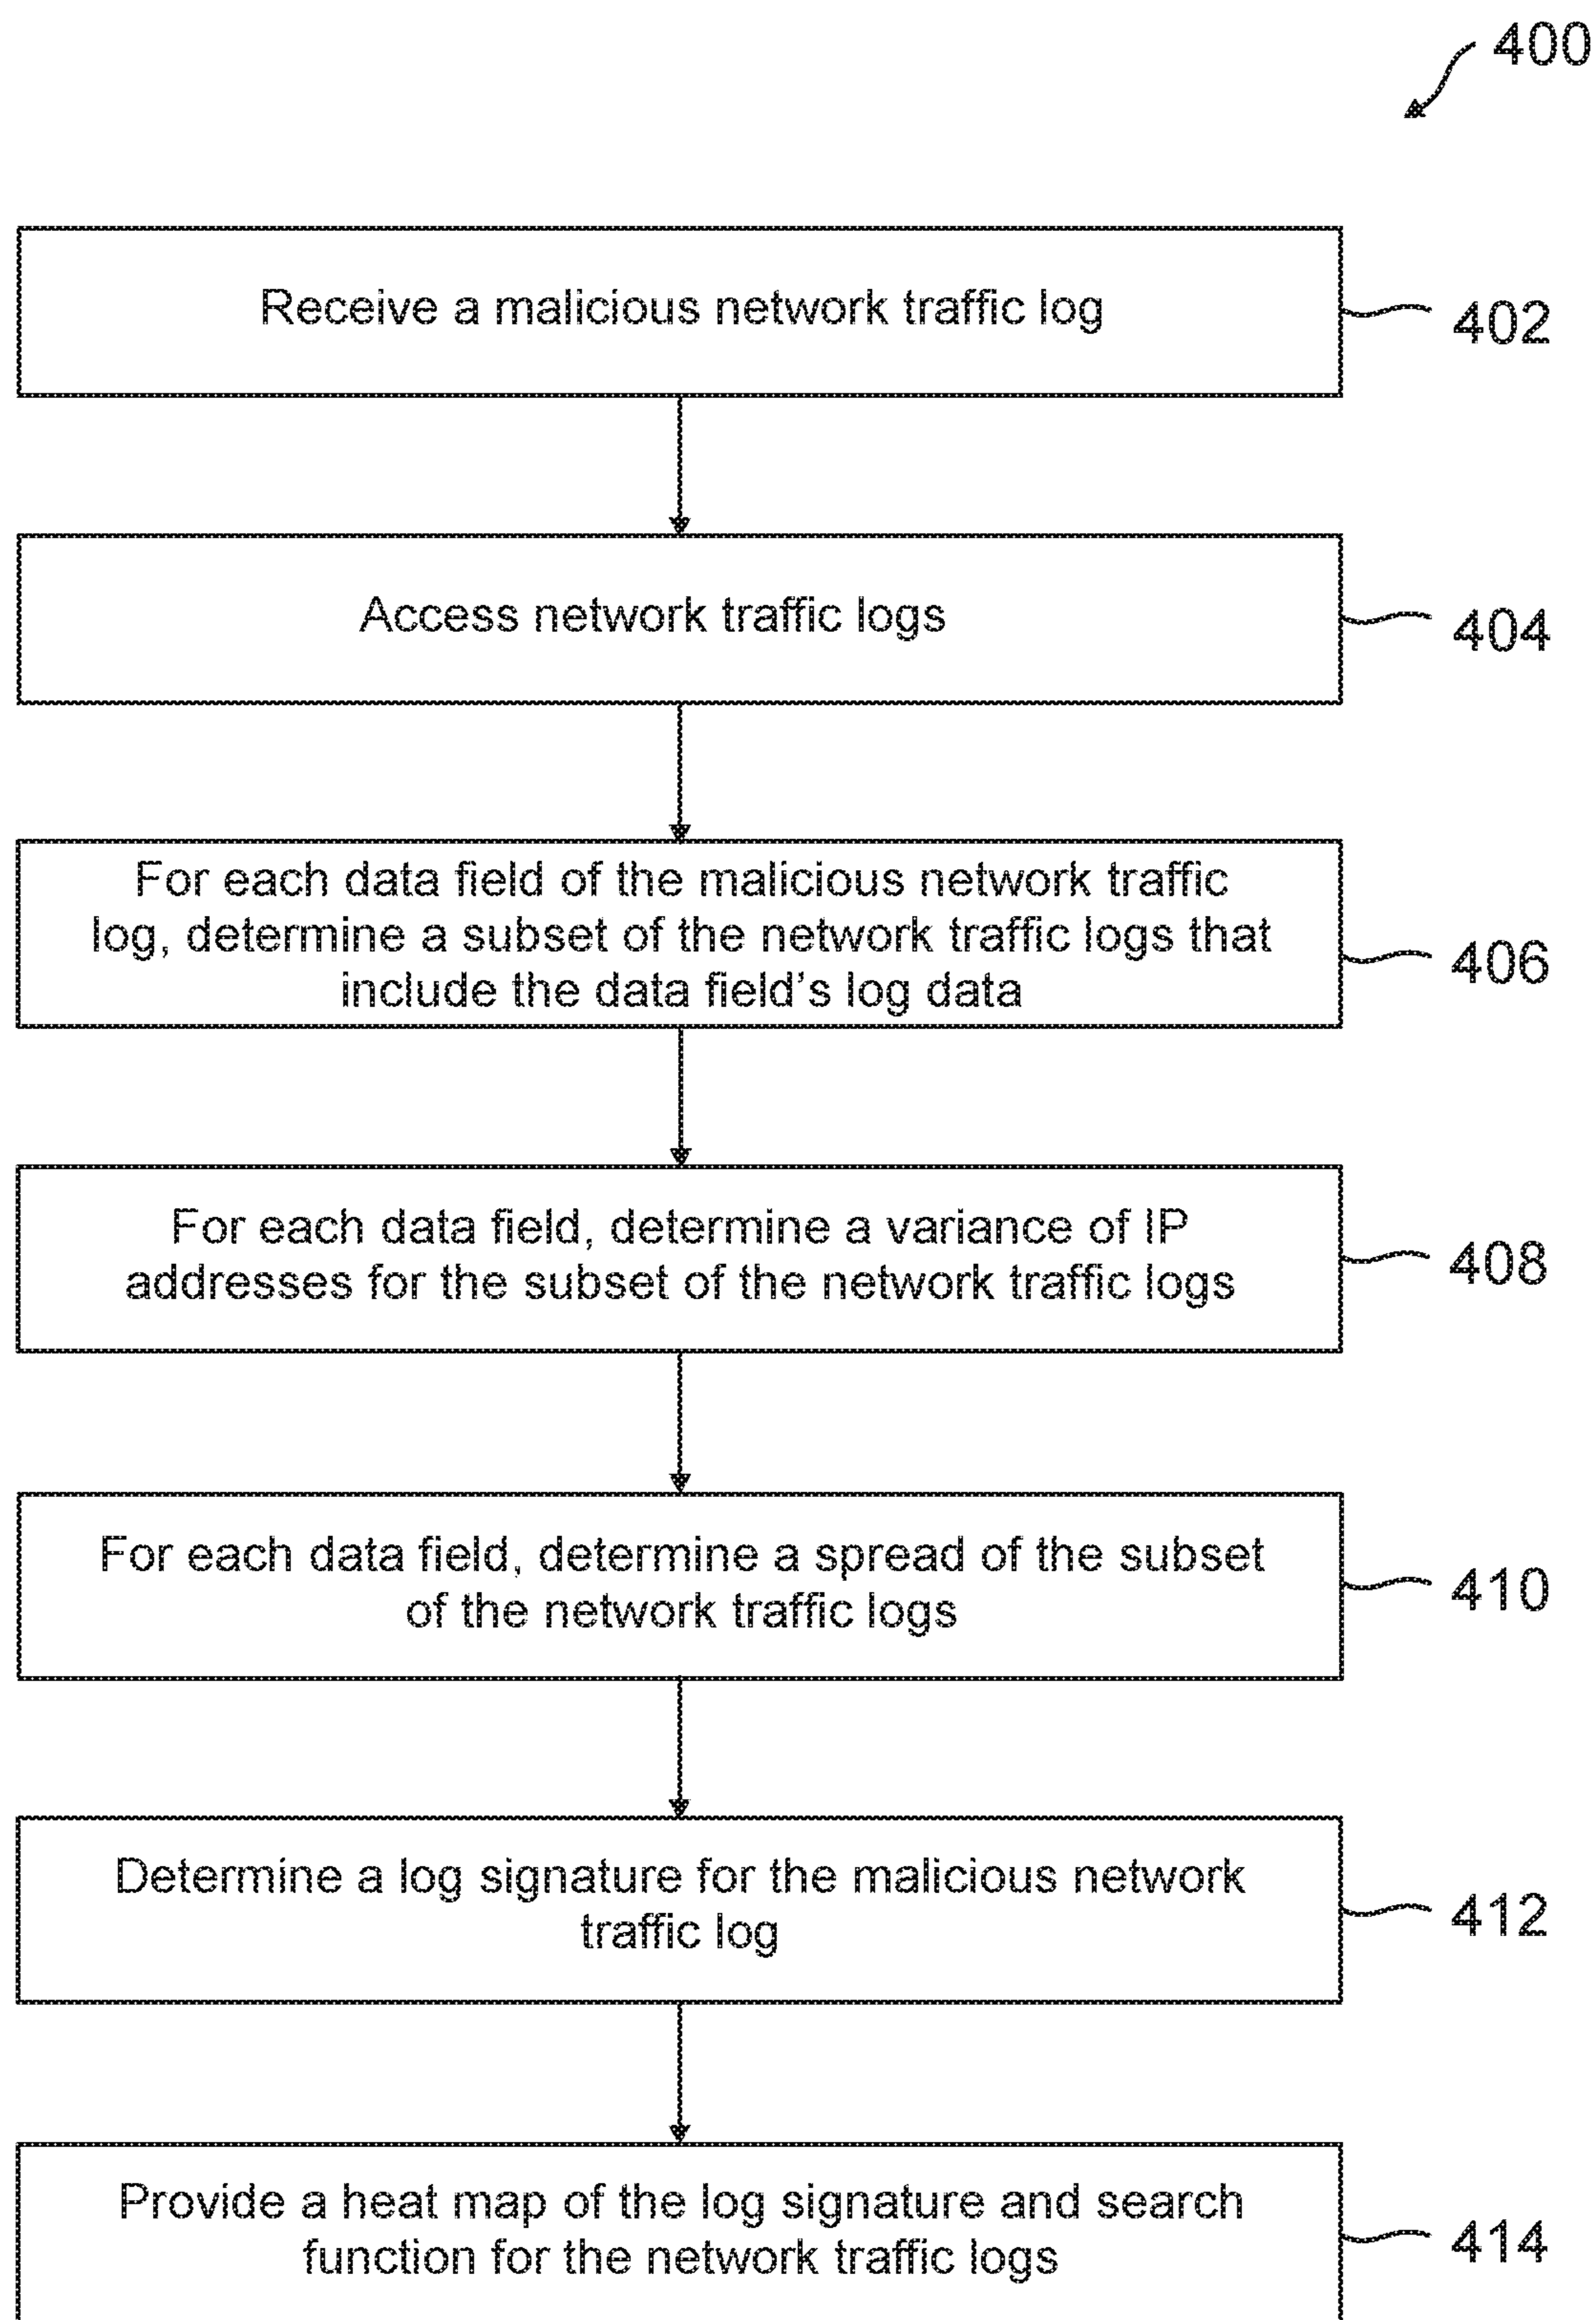 400
Receive a malicious network traffic log
402
Access network traffic logs
404
For each data field of the malicious network traffic
log, determine a subset of the network traffic logs that
include the data field's log data
406
For each data field, determine a variance of IP
addresses for the subset of the network traffic logs
408
For each data field, determine a spread of the subset
of the network traffic logs
410
Determine a log signature for the malicious network
traffic log
412
Provide a heat map of the log signature and search
function for the network traffic logs
414